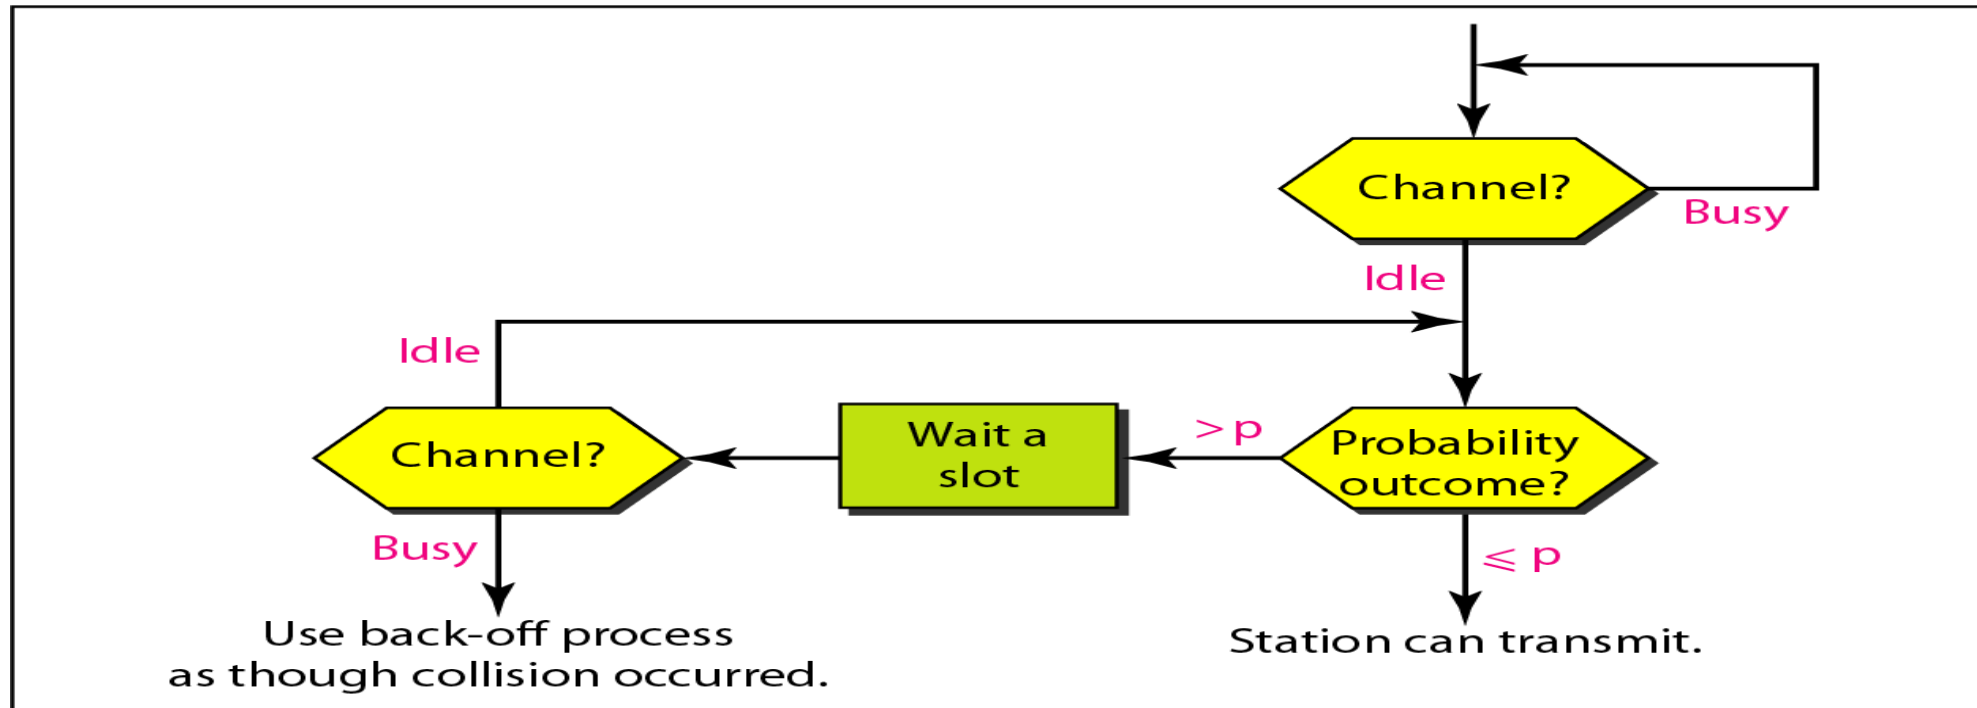 Channel?
Busy
Idle
Idle
Channel?
Wait a
slot
>p
Probability
outcome?
Busy
⩽ p
Use back-off process
as though collision occurred.
Station can transmit.